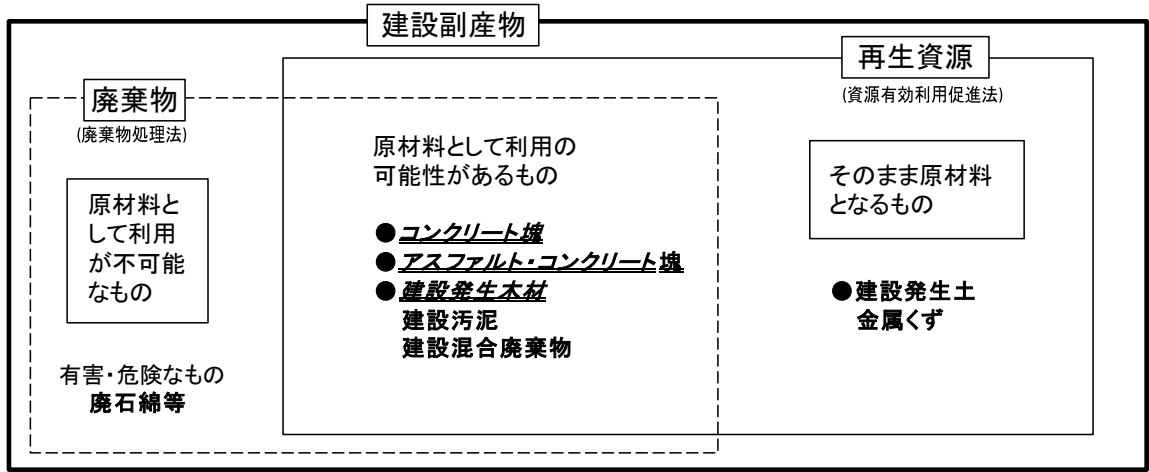 建設副産物
再生資源
(資源有効利用促進法)
廃棄物
(廃棄物処理法)
原材料と
して利用
が不可能
なもの
有害・危険なもの
廃石綿等
原材料として利用の
可能性があるもの
●コンクリート塊
●アスファルト・コンクリート塊
●建設発生木材
建設汚泥
建設混合廃棄物
そのまま原材料
となるもの
●建設発生土
金属くず